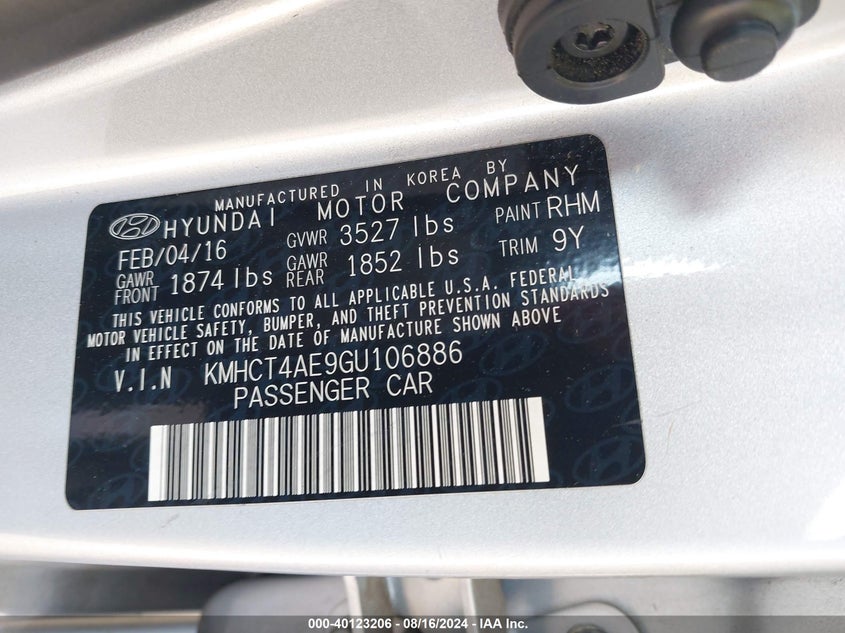 MANUFACTURED IN KOREA BY
HYUNDAI MOTOR COMPANY
FEB/04/16 GVWR 3527 lbs PAINT RHM
GAWR FRONT 1874 lbs GAWR REAR 1852 lbs TRIM 9Y
THIS VEHICLE CONFORMS TO ALL APPLICABLE U.S.A. FEDERAL
MOTOR VEHICLE SAFETY, BUMPER, AND THEFT PREVENTION STANDARDS
IN EFFECT ON THE DATE OF MANUFACTURE SHOWN ABOVE
V.I.N KMHCT4AE9GU106886
PASSENGER CAR
000-40123206 - 08/16/2024 - IAA Inc.